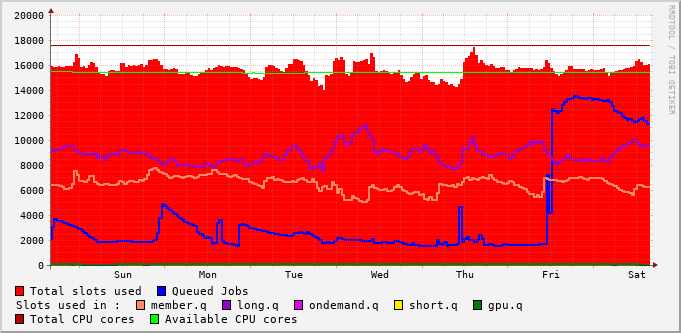 20000
18000
16000
14000
12000
10000
8000
6000
4000
2000
0
Sun Mon Tue Wed Thu Fri Sat
RRDTOOL / TOBI OETIKER
Total slots used Queued Jobs
Slots used in : member.q long.q ondemand.q short.q gpu.q
Total CPU cores Available CPU cores